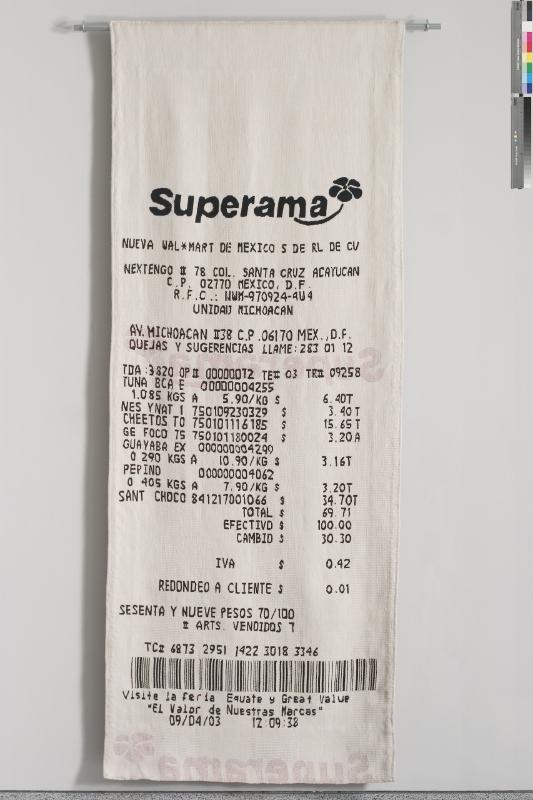 Superama
NUEVA WAL*MART DE MEXICO S DE RL DE CV
NEXTENGO # 78 COL. SANTA CRUZ ACAYUCAN
C.P. 02770 MEXICO, D.F.
R.F.C.: NWM-970924-4W4
UNIDAD MICHOACAN
AV. MICHOACAN #38 C.P.06170 MEX.,D.F.
QUEJAS Y SUGERENCIAS LLAME: 283 01 12
TDA :3820 OP# 00000072 TE# 03 TR# 09258
TUNA BCA E 00000004255
1.085 KGS A 5.90/KG $ 6.40T
NES YNAT 1 750109230329 $ 3.40T
CHEETOS TO 750101116185 $ 15.65T
GE FOCO 75 750101180024 $ 3.20A
GUAYABA EX 00000004299
0 290 KGS A 10.90/KG $ 3.16T
PEPINO 00000004062
0 405 KGS A 7.90/KG $ 3.20T
SANT CHOCO 841217001066 $ 34.70T
TOTAL $ 69.71
EFECTIVO $ 100.00
CAMBIO $ 30.30
IVA $ 0.42
REDONDEO A CLIENTE $ 0.01
SESENTA Y NUEVE PESOS 70/100
# ARTS. VENDIDOS 7
TC# 6873 2951 1422 3018 3346
Visite la Feria Equate y Great Value
"El Valor de Nuestras Marcas"
09/04/03 12:09:38
Superama